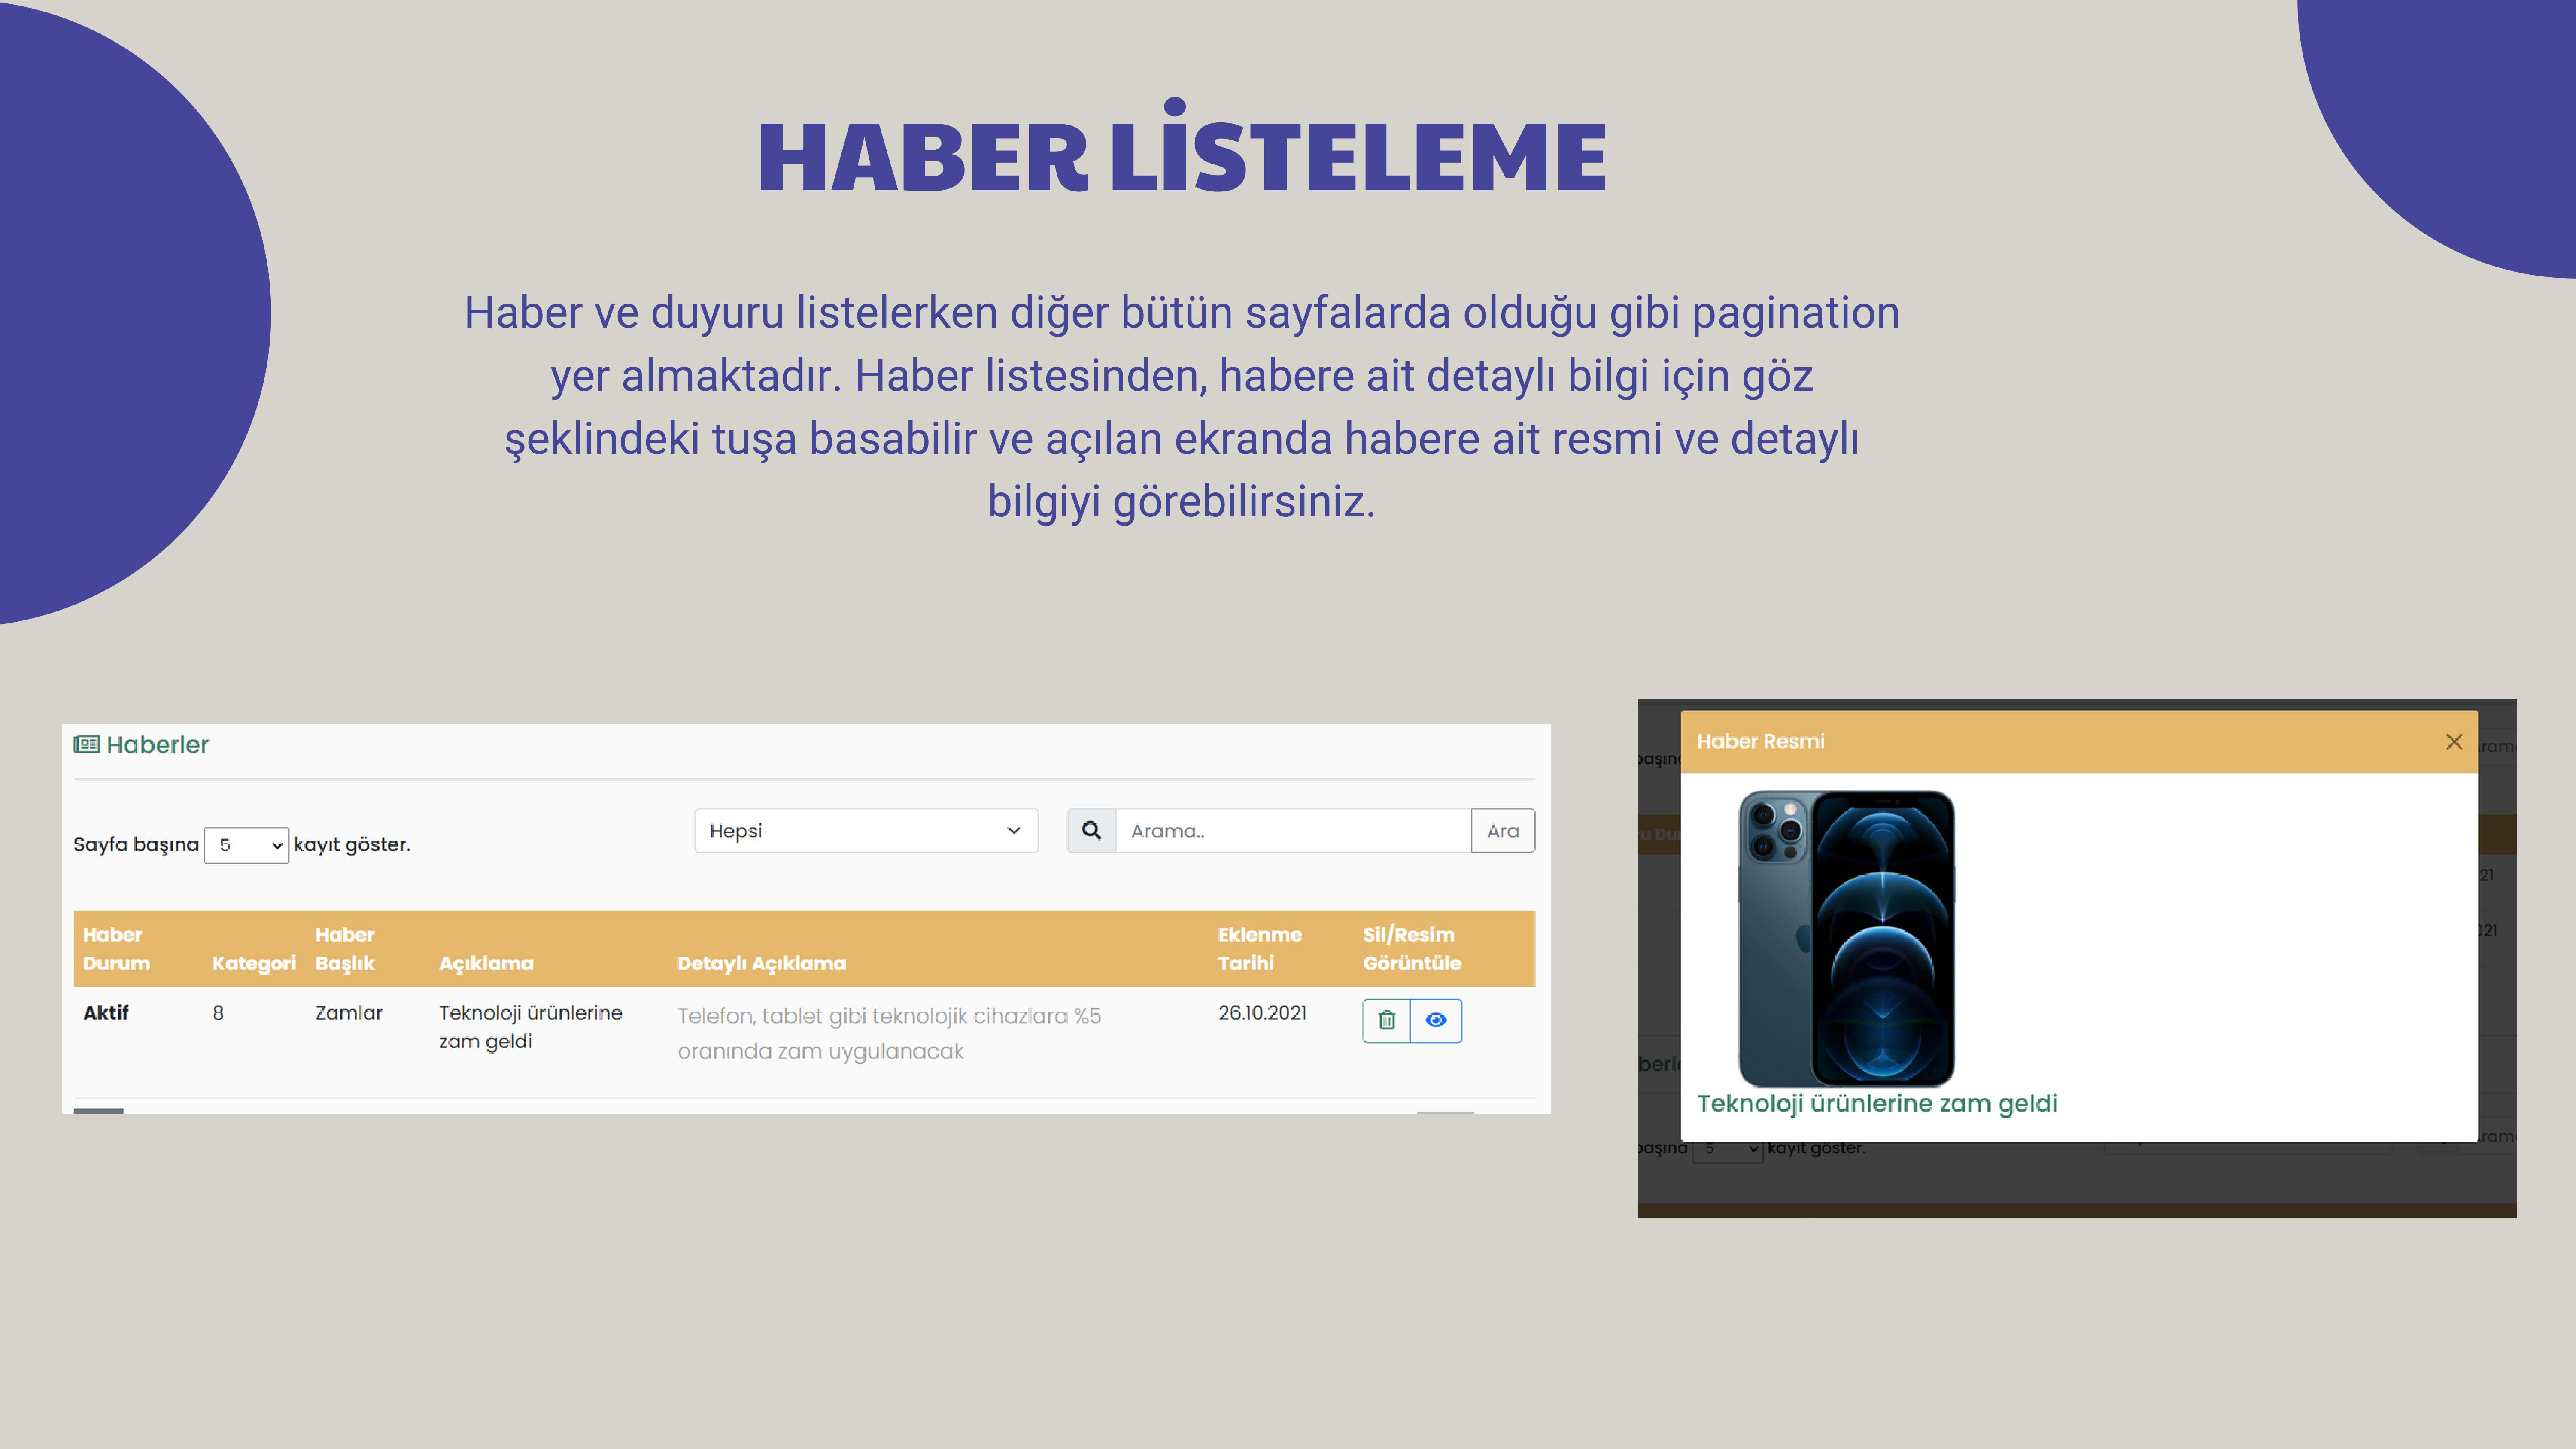 HABER LİSTELEME
Haber ve duyuru listelerken diğer bütün sayfalarda olduğu gibi pagination
yer almaktadır. Haber listesinden, habere ait detaylı bilgi için göz
şeklindeki tuşa basabilir ve açılan ekranda habere ait resmi ve detaylı
bilgiyi görebilirsiniz.
Haberler
Sayfa başına 5 kayıt göster.
Hepsi
Arama..
Ara
Haber Durum
Kategori
Haber Başlık
Açıklama
Detaylı Açıklama
Eklenme Tarihi
Sil/Resim Görüntüle
Aktif
8
Zamlar
Teknoloji ürünlerine
zam geldi
Telefon, tablet gibi teknolojik cihazlara %5
oranında zam uygulanacak
26.10.2021
Haber Resmi
Teknoloji ürünlerine zam geldi
başına 5 kayıt göster.